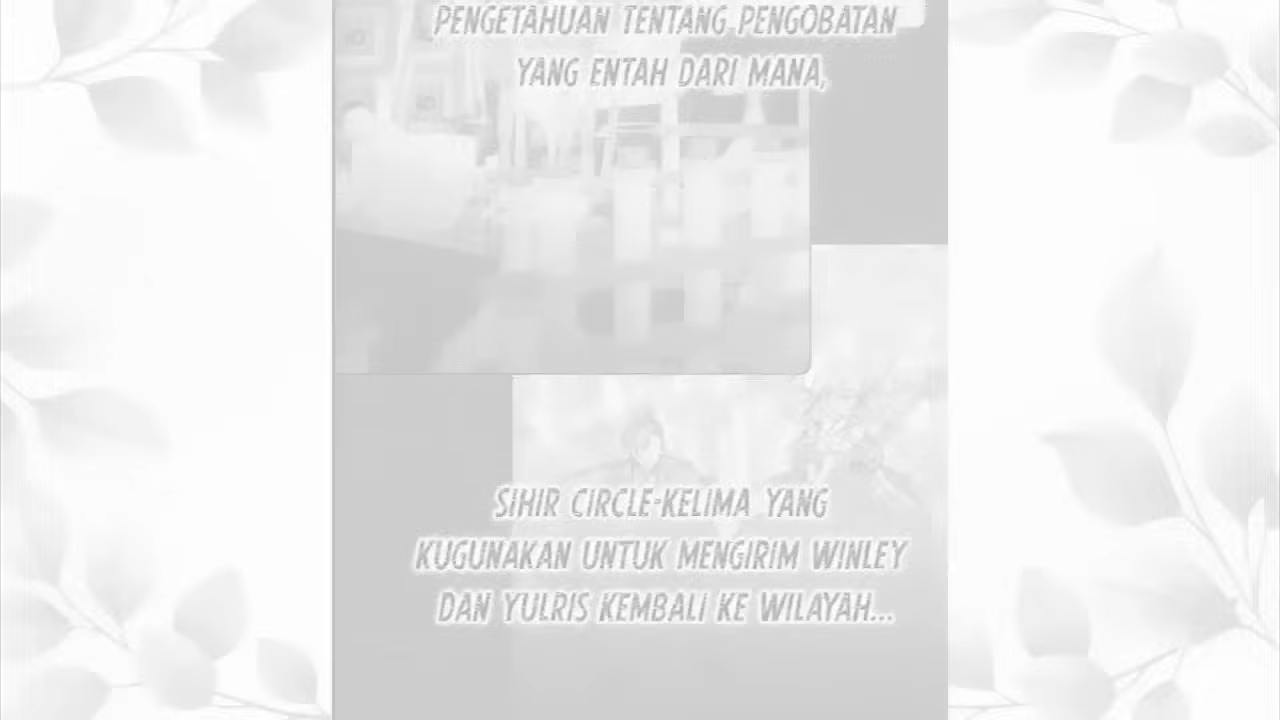 PENGETAHUAN TENTANG PENGOBATAN
YANG ENTAH DARI MANA,
SIHIR CIRCLE-KELIMA YANG
KUGUNAKAN UNTUK MENGIRIM WINLEY
DAN YULRIS KEMBALI KE WILAYAH...